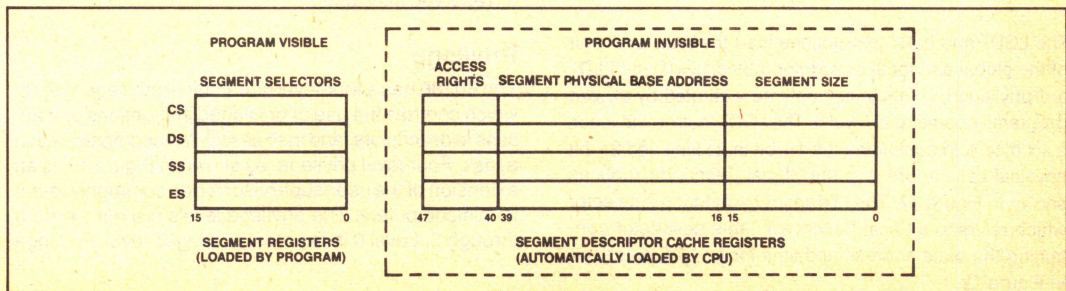 PROGRAM VISIBLE
PROGRAM INVISIBLE
SEGMENT SELECTORS
ACCESS
RIGHTS
SEGMENT PHYSICAL BASE ADDRESS
SEGMENT SIZE
CS
DS
SS
ES
15 0
47 40 39 16 15 0
SEGMENT REGISTERS
(LOADED BY PROGRAM)
SEGMENT DESCRIPTOR CACHE REGISTERS
(AUTOMATICALLY LOADED BY CPU)